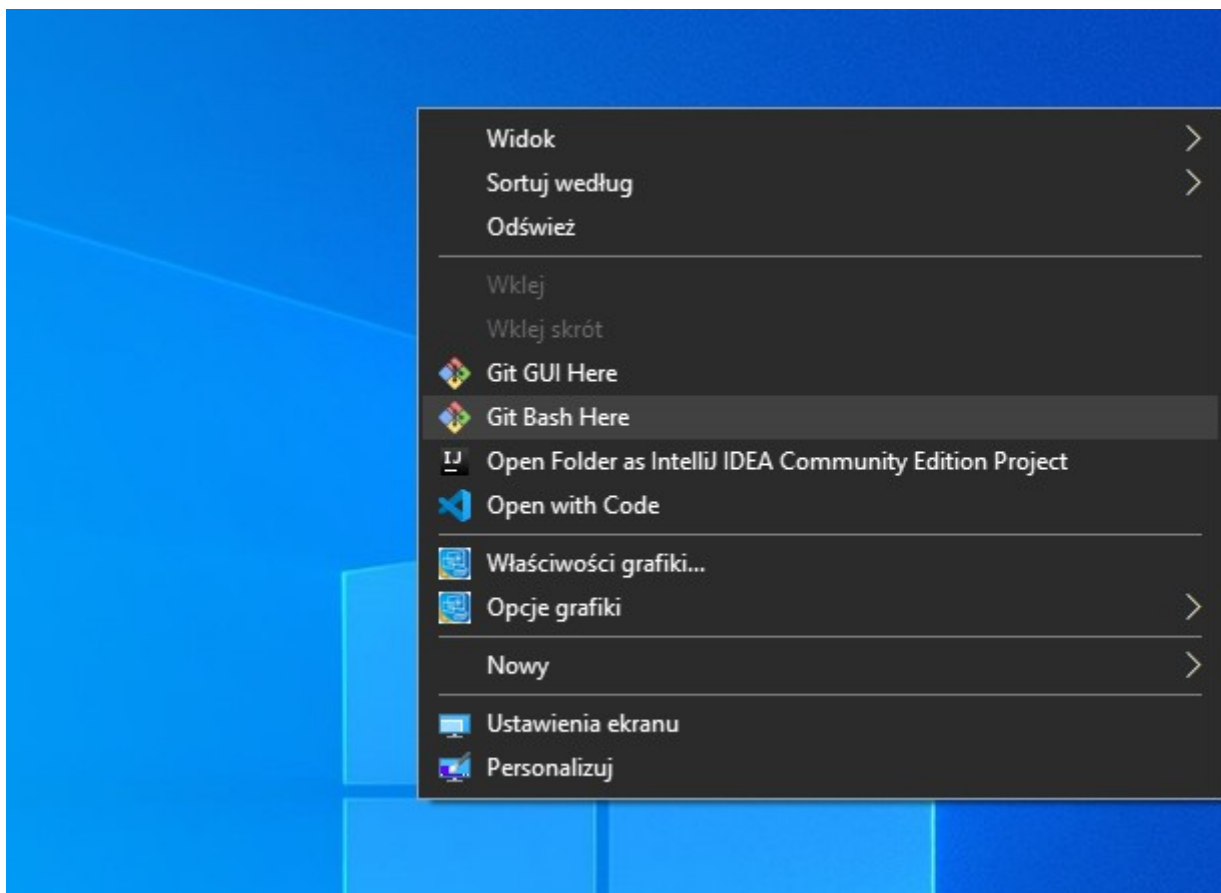 Widok
Sortuj według
Odśwież
Wklej
Wklej skrót
Git GUI Here
Git Bash Here
Open Folder as IntelliJ IDEA Community Edition Project
Open with Code
Właściwości grafiki...
Opcje grafiki
Nowy
Ustawienia ekranu
Personalizuj